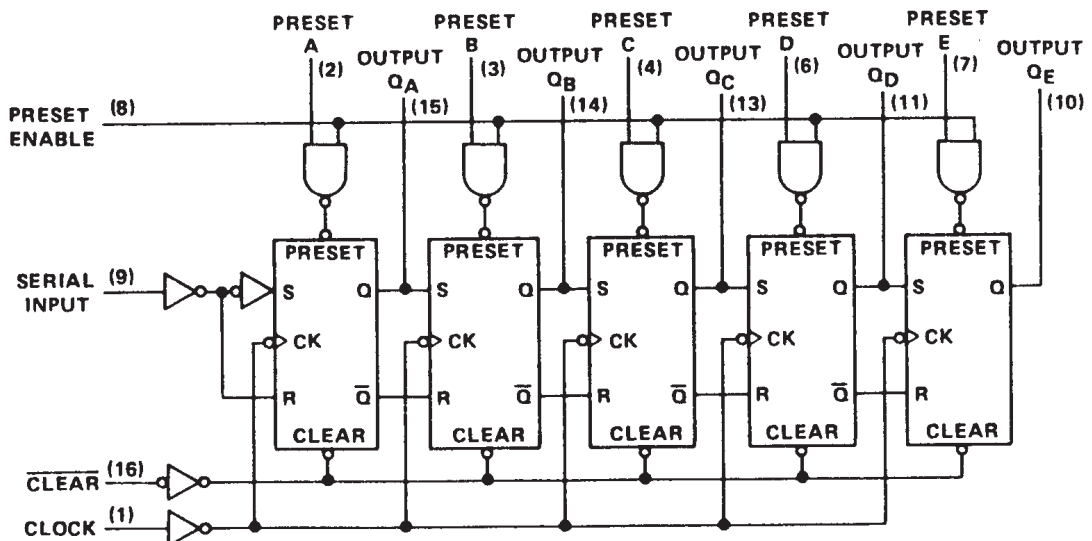 PRESET
A
(2)
OUTPUT
QA
(15)
PRESET
B
(3)
OUTPUT
QB
(14)
PRESET
C
(4)
OUTPUT
QC
(13)
PRESET
D
(6)
OUTPUT
QD
(11)
PRESET
E
(7)
OUTPUT
QE
(10)
PRESET
ENABLE
(8)
PRESET
PRESET
PRESET
PRESET
PRESET
SERIAL
INPUT
(9)
S Q
S Q
S Q
S Q
S Q
CK
CK
CK
CK
CK
R Q̅
R Q̅
R Q̅
R Q̅
R
CLEAR
CLEAR
CLEAR
CLEAR
CLEAR
C̅L̅E̅A̅R̅ (16)
CLOCK (1)